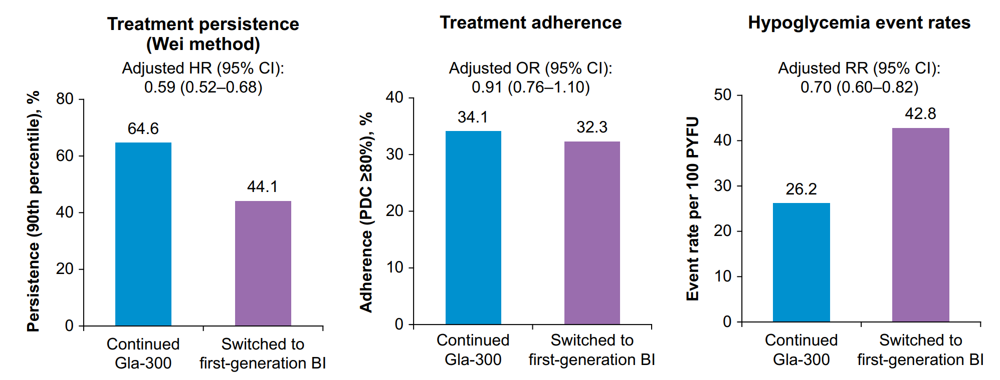 Treatment persistence
(Wei method)
Adjusted HR (95% CI):
0.59 (0.52–0.68)
Persistence (90th percentile), %
80
60
40
20
0
64.6
44.1
Continued
Gla-300
Switched to
first-generation BI
Treatment adherence
Adjusted OR (95% CI):
0.91 (0.76–1.10)
Adherence (PDC ≥80%), %
40
30
20
10
0
34.1
32.3
Continued
Gla-300
Switched to
first-generation BI
Hypoglycemia event rates
Adjusted RR (95% CI):
0.70 (0.60–0.82)
Event rate per 100 PYFU
50
40
30
20
10
0
26.2
42.8
Continued
Gla-300
Switched to
first-generation BI